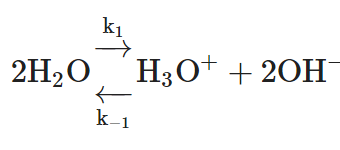 k₁
2H₂O ⇌ H₃O⁺ + 2OH⁻
k₋₁